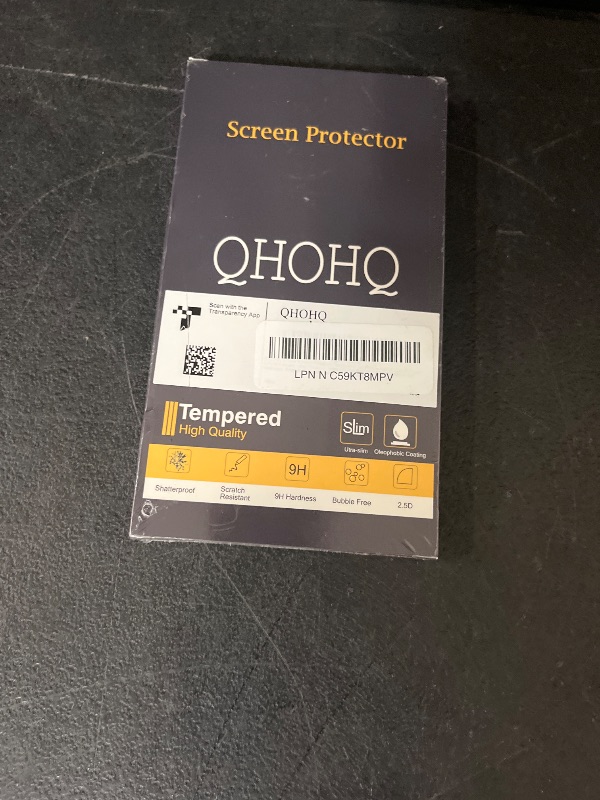 Screen Protector
QHOHQ
Scan with the
Transparency App
QHOHQ
LPN N C59KT8MPV
Tempered
High Quality
Slim
Utra-slim
Oleophobic Coating
9H
Shatterproof
Scratch
Resistant
9H Hardness
Bubble Free
2.5D